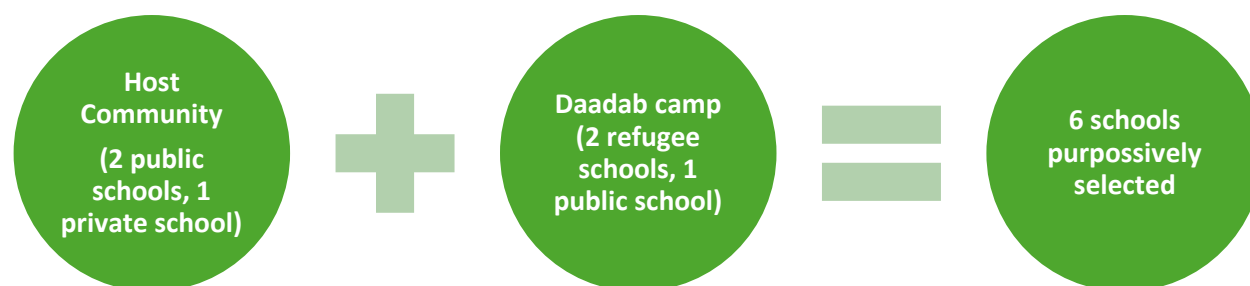 Host
Community
(2 public
schools, 1
private school)
Daadab camp
(2 refugee
schools, 1
public school)
6 schools
purpossively
selected